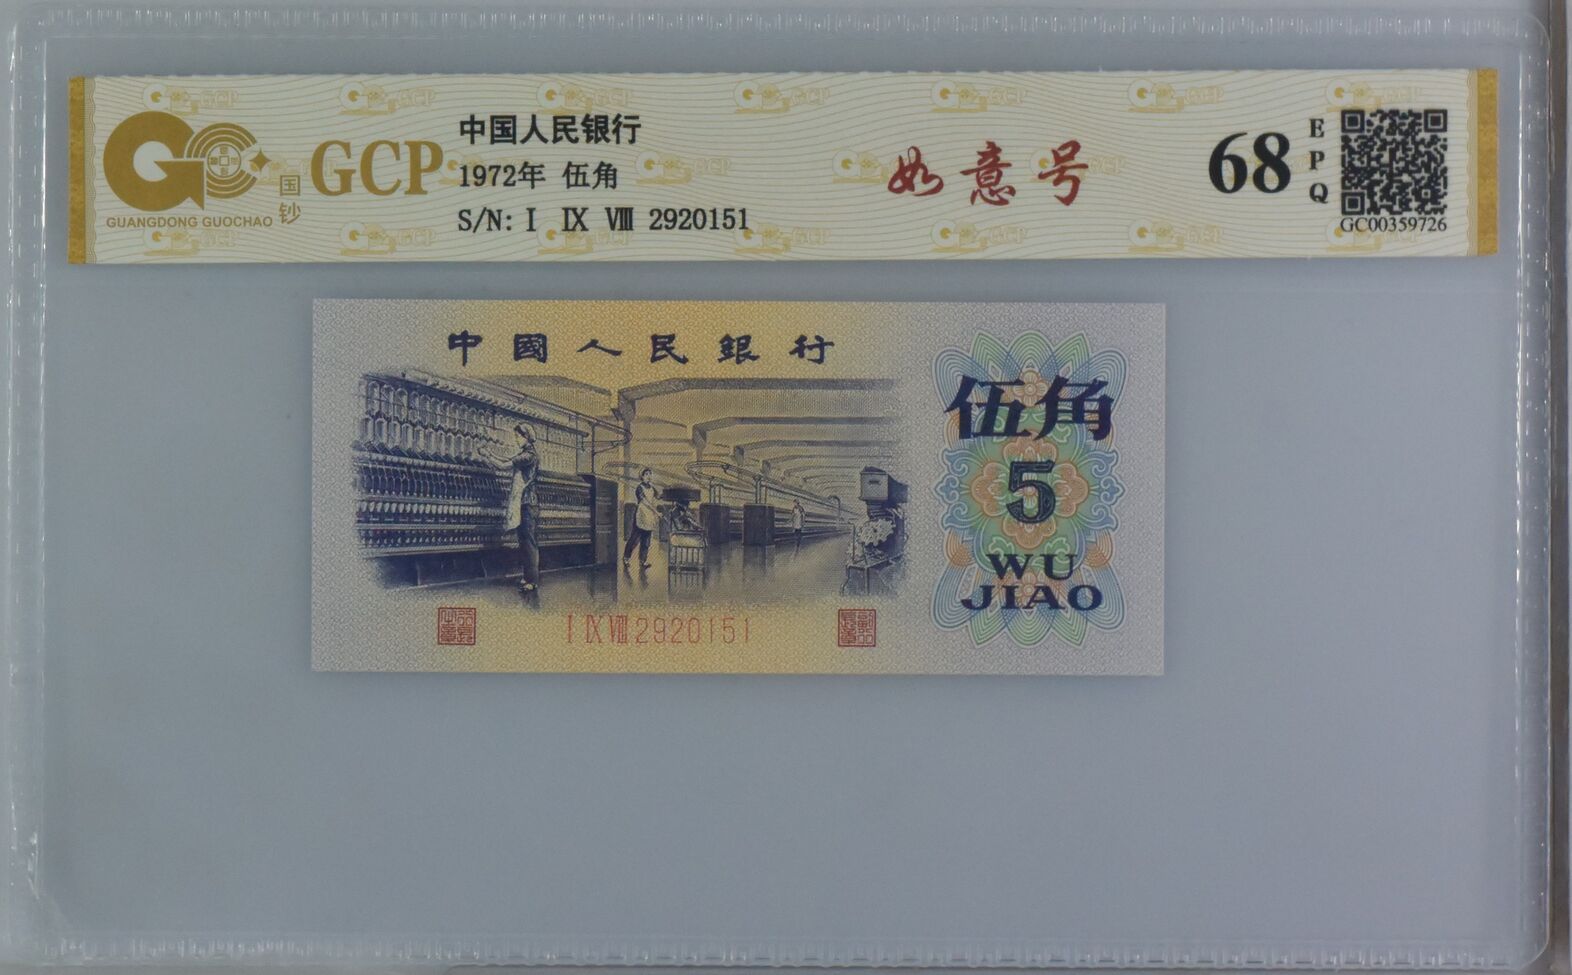 GUANGDONG GUOCHAO
国钞
GCP
中国人民银行
1972年 伍角
S/N: I IX VIII 2920151
如意号
68
EPQ
GC00359726
中國人民銀行
伍角
5
WU
JIAO
I IX VIII 2920151